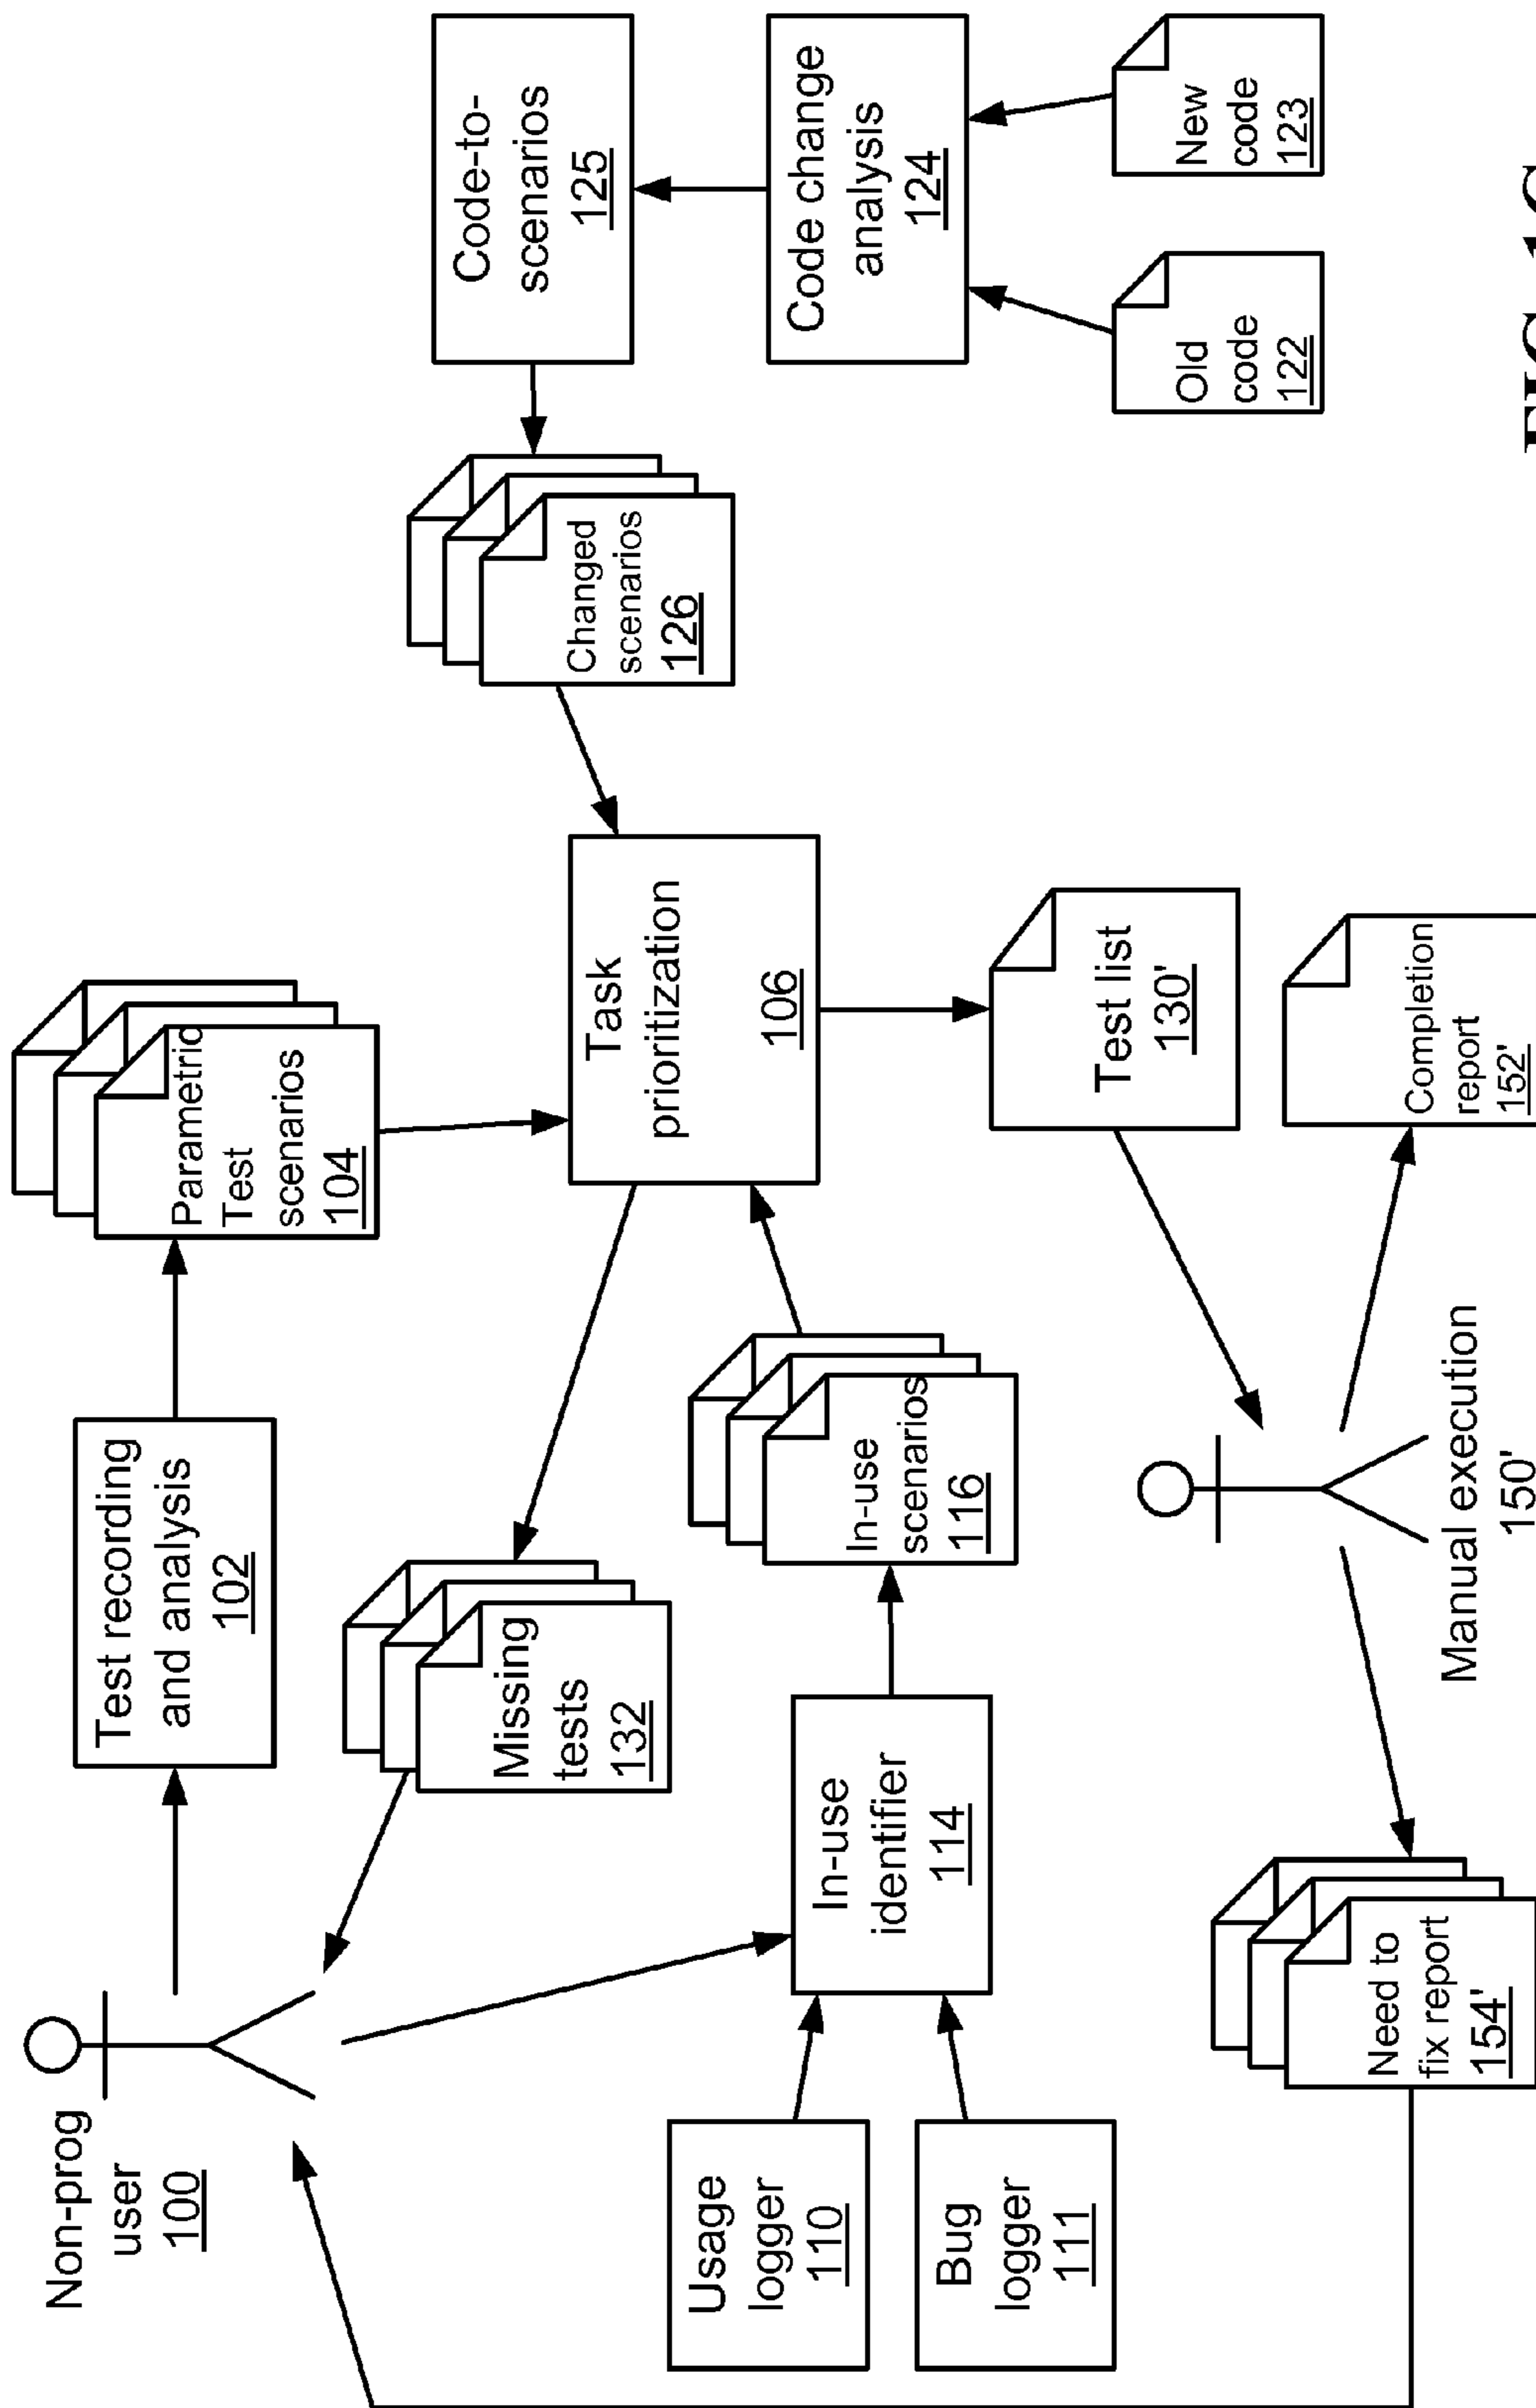 Non-prog
user
100
Test recording
and analysis
102
Parametric
Test
scenarios
104
Missing
tests
132
Task
prioritization
106
Changed
scenarios
126
Code-to-
scenarios
125
Code change
analysis
124
Old
code
122
New
code
123
Usage
logger
110
Bug
logger
111
In-use
identifier
114
In-use
scenarios
116
Test list
130'
Need to
fix report
154'
Manual execution
150'
Completion
report
152'
FIG. 1C